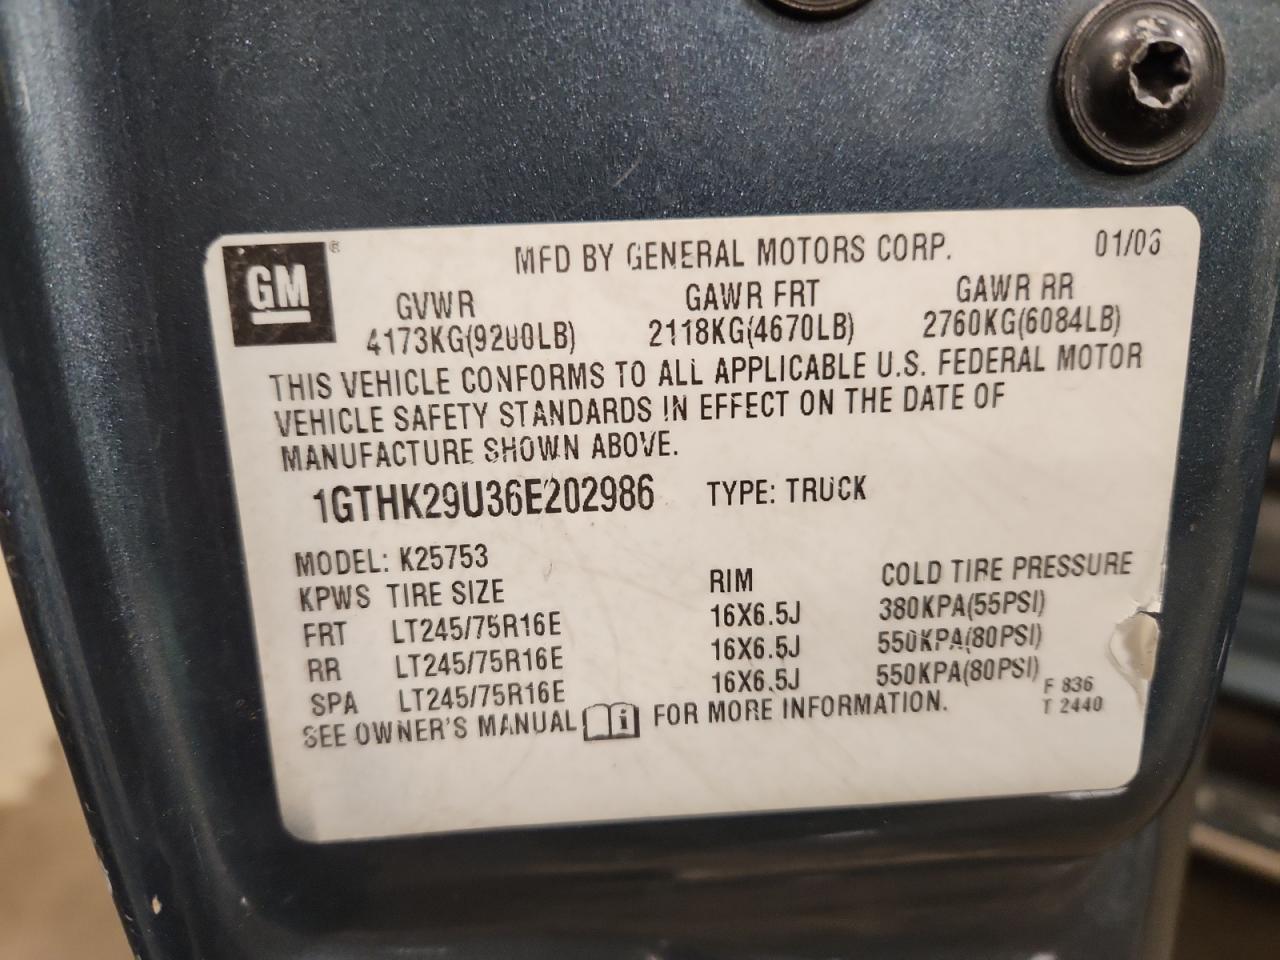 GM ®
MFD BY GENERAL MOTORS CORP. 01/06
GVWR GAWR FRT GAWR RR
4173KG(9200LB) 2118KG(4670LB) 2760KG(6084LB)
THIS VEHICLE CONFORMS TO ALL APPLICABLE U.S. FEDERAL MOTOR
VEHICLE SAFETY STANDARDS IN EFFECT ON THE DATE OF
MANUFACTURE SHOWN ABOVE.
1GTHK29U36E202986 TYPE: TRUCK
MODEL: K25753
KPWS TIRE SIZE RIM COLD TIRE PRESSURE
FRT LT245/75R16E 16X6.5J 380KPA(55PSI)
RR LT245/75R16E 16X6.5J 550KPA(80PSI)
SPA LT245/75R16E 16X6.5J 550KPA(80PSI)
SEE OWNER'S MANUAL i FOR MORE INFORMATION.
F 836
T 2440